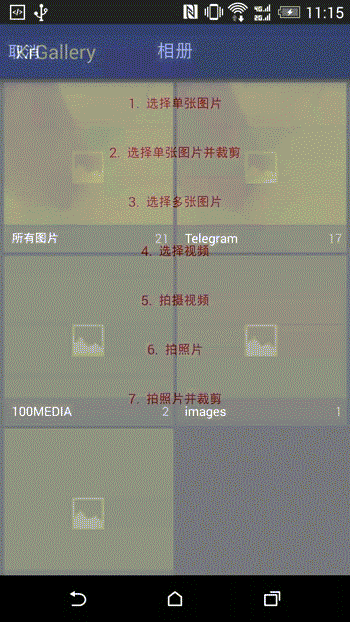 4G 2G 11:15
取消
KrGallery
相册
1. 选择单张图片
2. 选择单张图片并裁剪
3. 选择多张图片
所有图片 21
Telegram 17
4. 选择视频
5. 拍摄视频
6. 拍照片
7. 拍照片并裁剪
100MEDIA 2
images 1